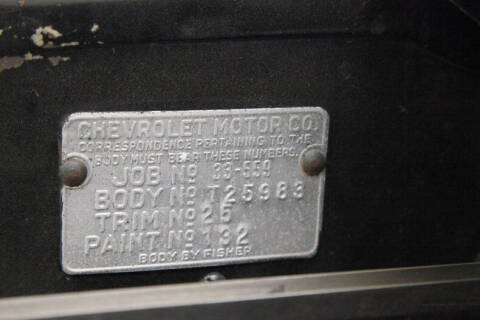 CHEVROLET MOTOR CO.
CORRESPONDENCE PERTAINING TO THE
BODY MUST BEAR THESE NUMBERS.
JOB No 33-559
BODY No T25983
TRIM No 25
PAINT No 132
BODY BY FISHER